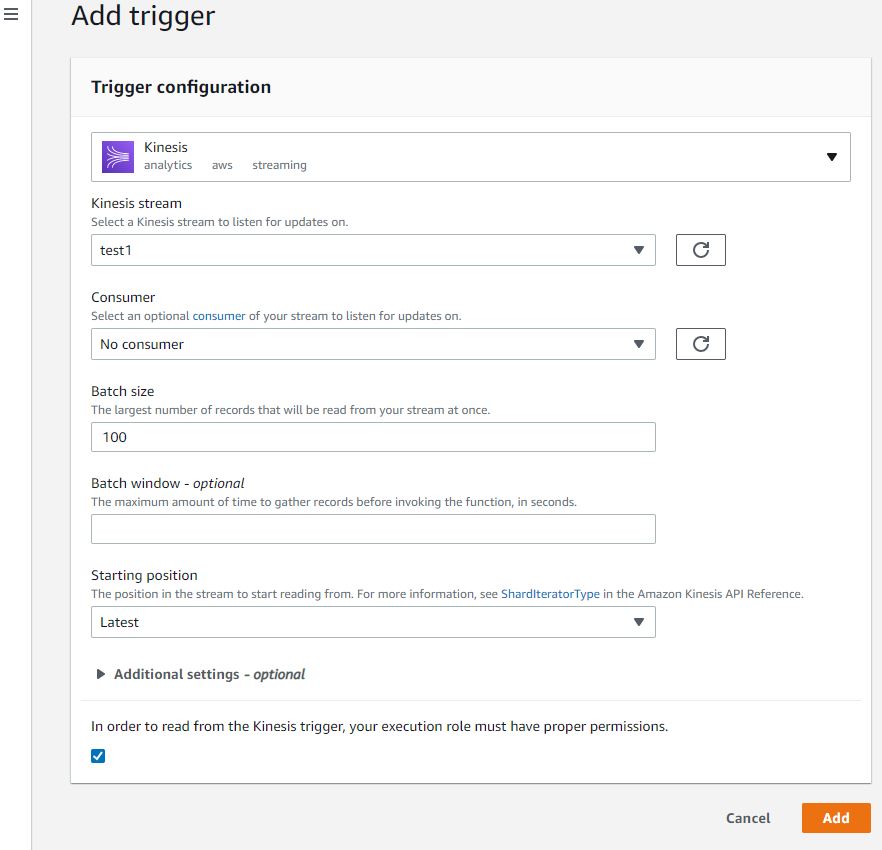 Add trigger
Trigger configuration
Kinesis
analytics aws streaming
Kinesis stream
Select a Kinesis stream to listen for updates on.
test1
Consumer
Select an optional consumer of your stream to listen for updates on.
No consumer
Batch size
The largest number of records that will be read from your stream at once.
100
Batch window - optional
The maximum amount of time to gather records before invoking the function, in seconds.
Starting position
The position in the stream to start reading from. For more information, see ShardIteratorType in the Amazon Kinesis API Reference.
Latest
Additional settings - optional
In order to read from the Kinesis trigger, your execution role must have proper permissions.
Cancel Add